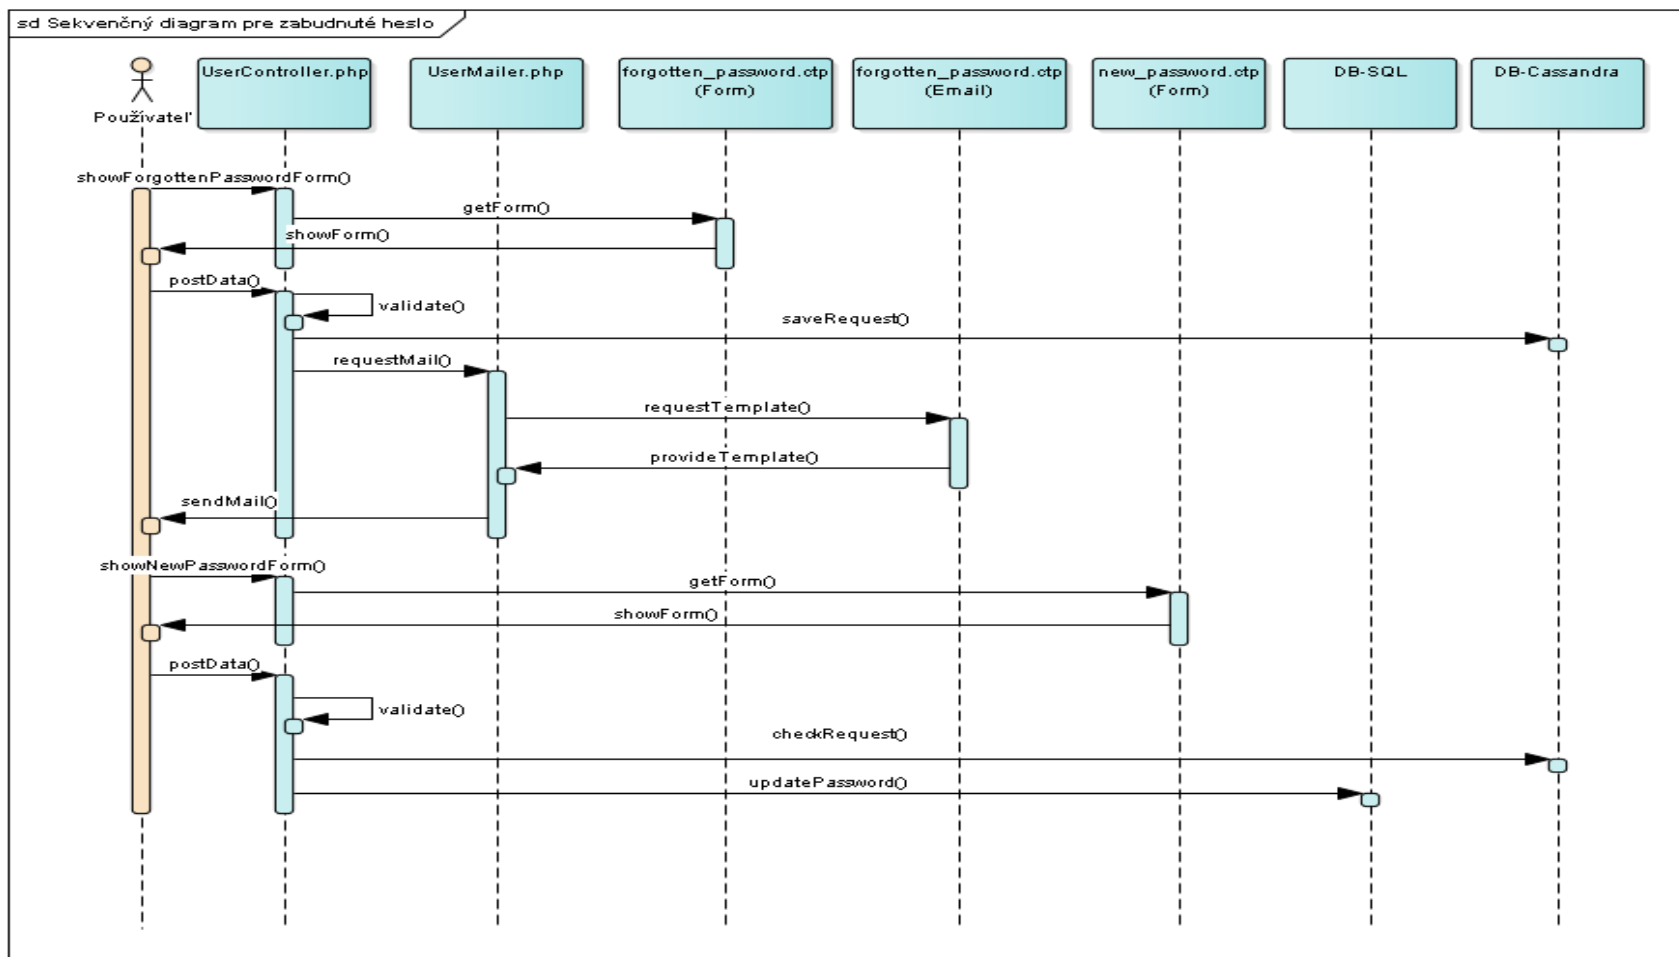 sd Sekvenčný diagram pre zabudnuté heslo
Používateľ
UserController.php
UserMailer.php
forgotten_password.ctp
(Form)
forgotten_password.ctp
(Email)
new_password.ctp
(Form)
DB-SQL
DB-Cassandra
showForgottenPasswordForm()
getForm()
showForm()
postData()
validate()
saveRequest()
requestMail()
requestTemplate()
provideTemplate()
sendMail()
showNewPasswordForm()
getForm()
showForm()
postData()
validate()
checkRequest()
updatePassword()